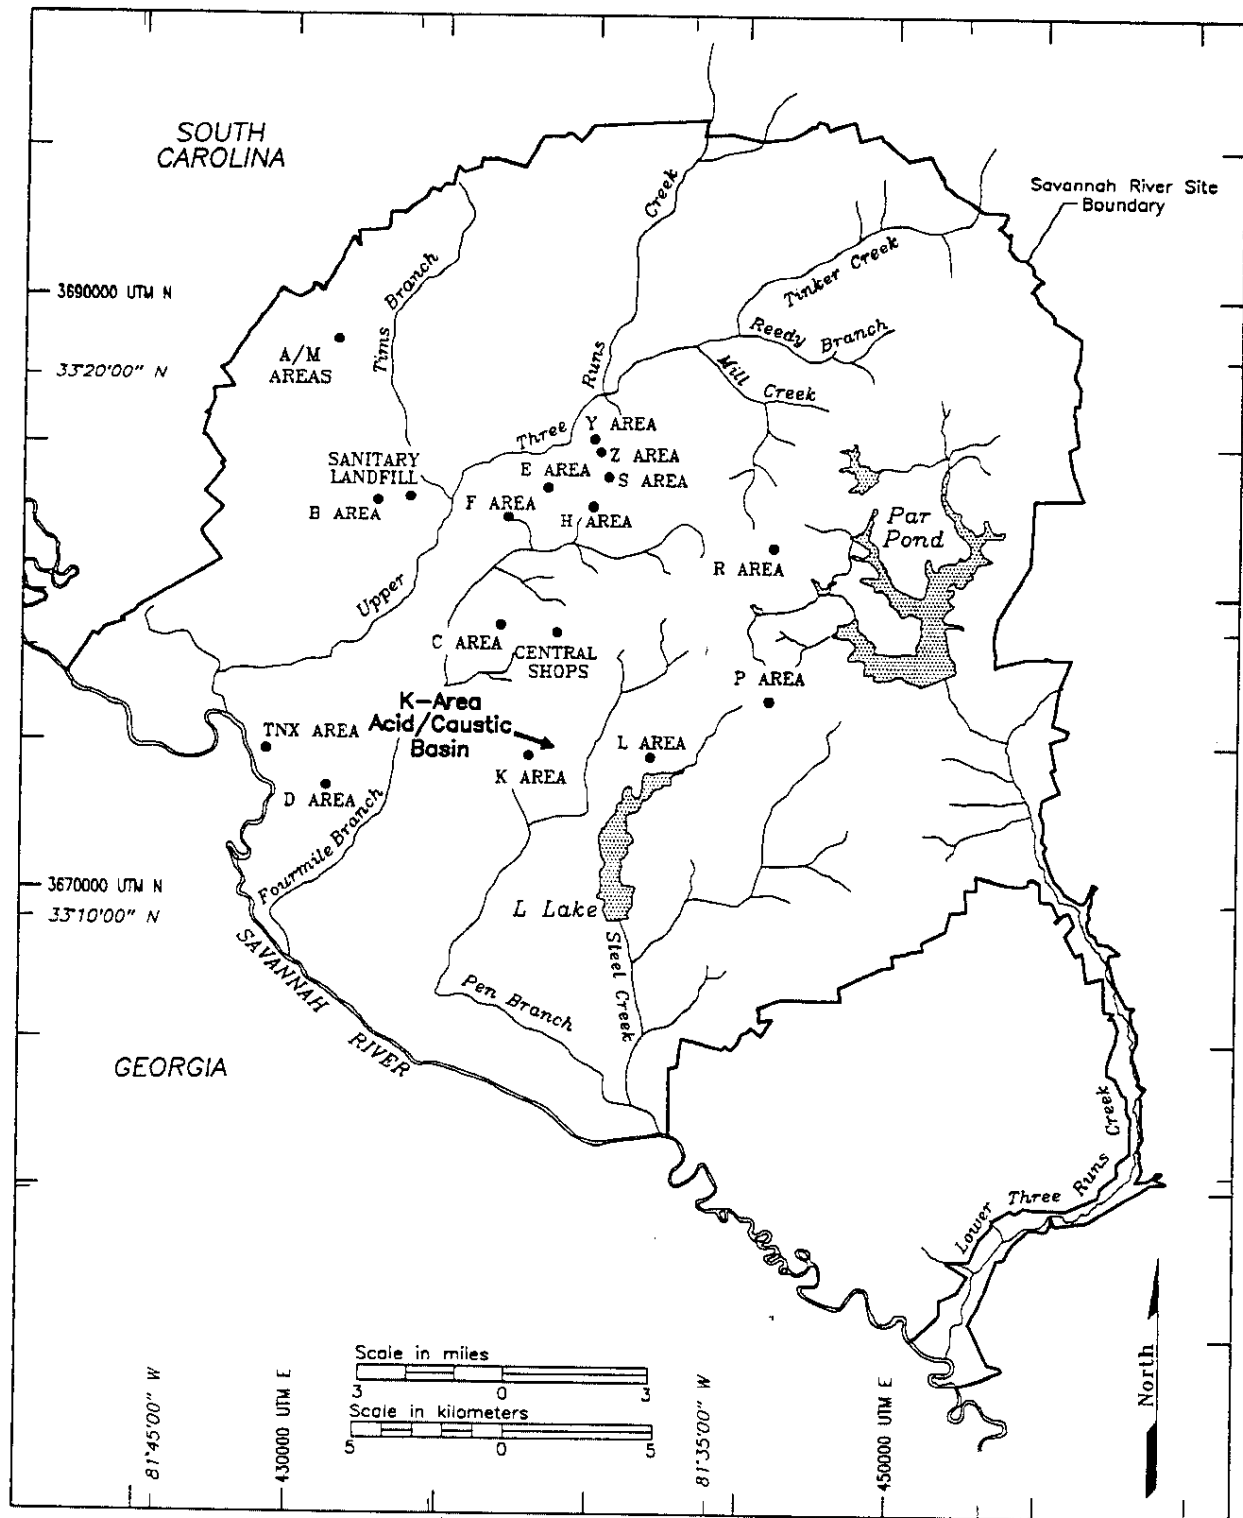 SOUTH
CAROLINA
Savannah River Site
Boundary
Creek
Tinker Creek
Branch
Tims
3690000 UTM N
33°20'00" N
A/M
AREAS
Reedy Branch
Mill Creek
Runs
Three
Upper
Y AREA
Z AREA
E AREA
S AREA
SANITARY
LANDFILL
B AREA
F AREA
H AREA
Par
Pond
R AREA
C AREA
CENTRAL
SHOPS
P AREA
K-Area
Acid/Caustic
Basin
TNX AREA
L AREA
K AREA
D AREA
Fourmile Branch
3670000 UTM N
33°10'00" N
L Lake
Steel Creek
SAVANNAH RIVER
Pen Branch
GEORGIA
Lower Three Runs Creek
Scale in miles
3 0 3
Scale in kilometers
5 0 5
81°45'00" W
430000 UTM E
81°35'00" W
450000 UTM E
North